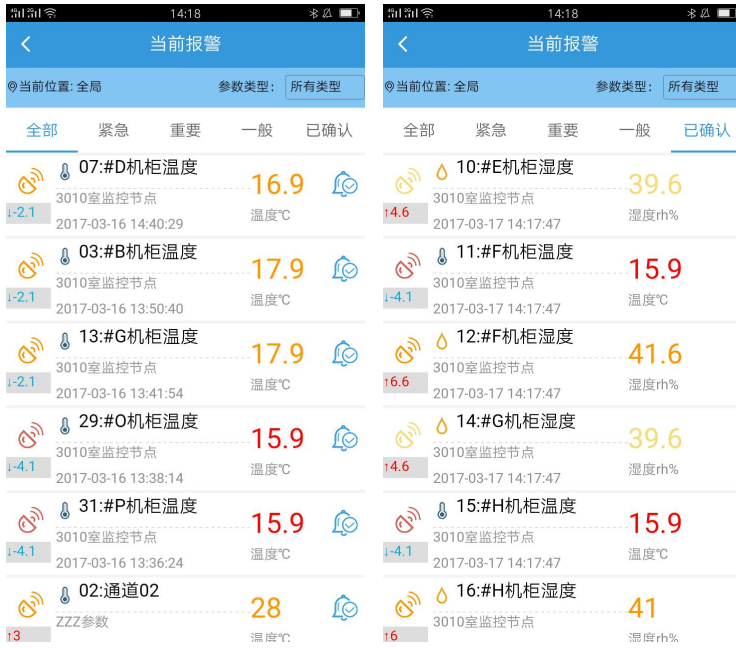 14:18
当前报警
当前位置: 全局 参数类型： 所有类型
全部 紧急 重要 一般 已确认
07:#D机柜温度
16.9
3010室监控节点
↓-2.1
温度℃
2017-03-16 14:40:29
03:#B机柜温度
17.9
3010室监控节点
↓-2.1
温度℃
2017-03-16 13:50:40
13:#G机柜温度
17.9
3010室监控节点
↓-2.1
温度℃
2017-03-16 13:41:54
29:#O机柜温度
15.9
3010室监控节点
↓-4.1
温度℃
2017-03-16 13:38:14
31:#P机柜温度
15.9
3010室监控节点
↓-4.1
温度℃
2017-03-16 13:36:24
02:通道02
28
ZZZ参数
↑3
温度℃
14:18
当前报警
当前位置: 全局 参数类型： 所有类型
全部 紧急 重要 一般 已确认
10:#E机柜湿度
39.6
3010室监控节点
↑4.6
湿度rh%
2017-03-17 14:17:47
11:#F机柜温度
15.9
3010室监控节点
↓-4.1
温度℃
2017-03-17 14:17:47
12:#F机柜湿度
41.6
3010室监控节点
↑6.6
湿度rh%
2017-03-17 14:17:47
14:#G机柜湿度
39.6
3010室监控节点
↑4.6
湿度rh%
2017-03-17 14:17:47
15:#H机柜温度
15.9
3010室监控节点
↓-4.1
温度℃
2017-03-17 14:17:47
16:#H机柜湿度
41
3010室监控节点
↑6
湿度rh%